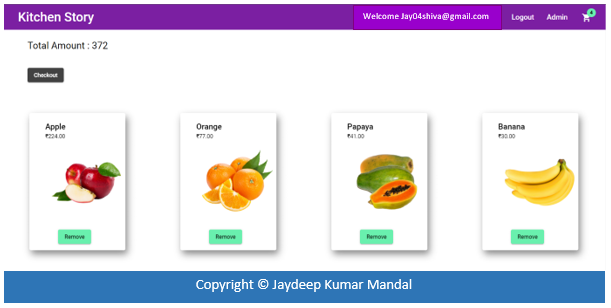 Kitchen Story Welcome Jay04shiva@gmail.com Logout Admin 4
Total Amount : 372
Checkout
Apple
₹224.00
Remove
Orange
₹77.00
Remove
Papaya
₹41.00
Remove
Banana
₹30.00
Remove
Copyright © Jaydeep Kumar Mandal